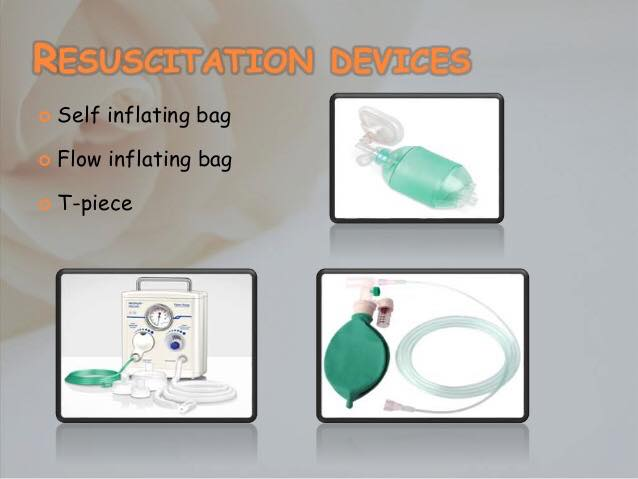 RESUSCITATION DEVICES
Self inflating bag
Flow inflating bag
T-piece